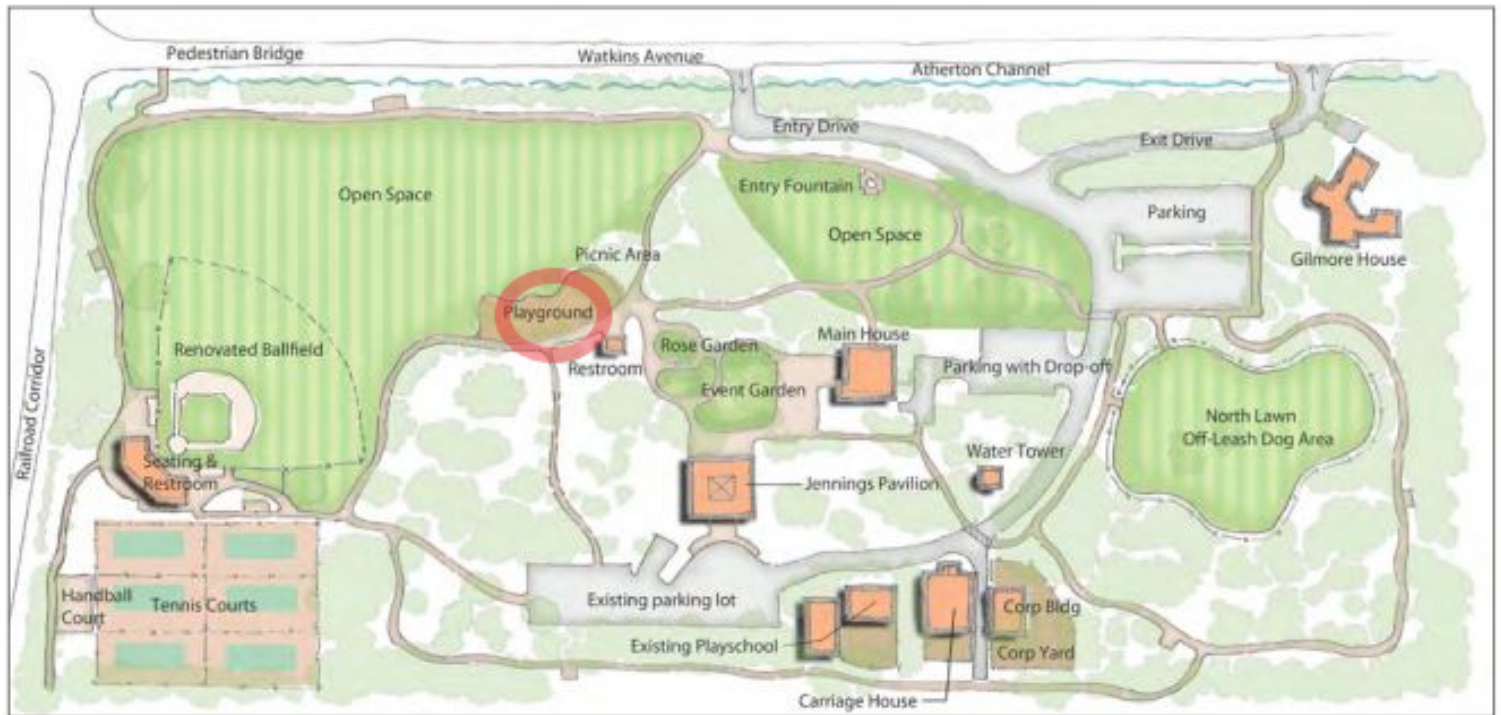 Pedestrian Bridge
Watkins Avenue
Atherton Channel
Entry Drive
Exit Drive
Open Space
Entry Fountain
Parking
Open Space
Picnic Area
Gilmore House
Playground
Renovated Ballfield
Rose Garden
Main House
Restroom
Parking with Drop-off
Event Garden
Railroad Corridor
North Lawn
Off-Leash Dog Area
Water Tower
Seating &
Restroom
Jennings Pavilion
Handball
Court
Tennis Courts
Existing parking lot
Corp Bldg
Existing Playschool
Corp Yard
Carriage House